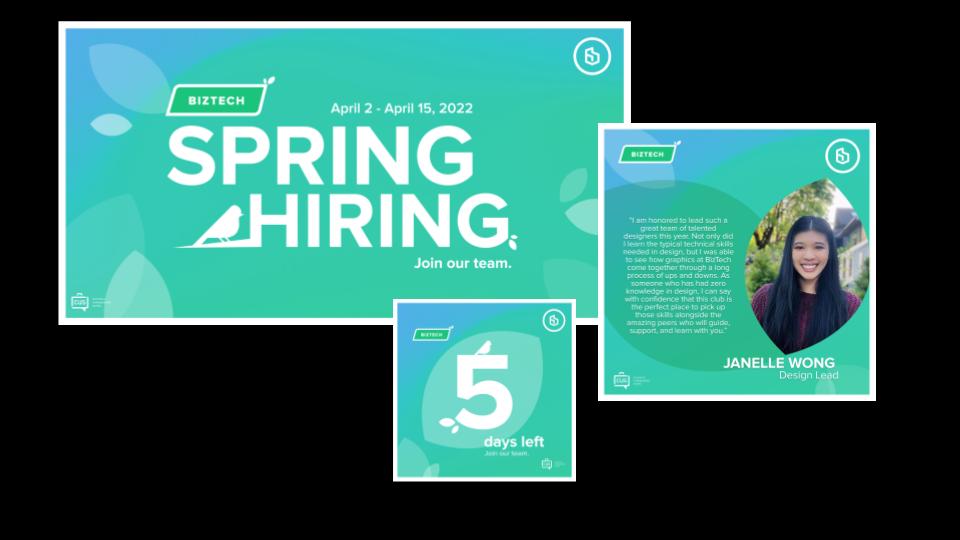 BIZTECH
April 2 - April 15, 2022
SPRING
HIRING
Join our team.
CUS
BIZTECH
"I am honored to lead such a
great team of talented
designers this year. Not only did
I learn the typical technical skills
needed in design, but I was able
to see how graphics at BizTech
come together through a long
process of ups and downs. As
someone who has had zero
knowledge in design, I can say
with confidence that this club is
the perfect place to pick up
those skills alongside the
amazing peers who will guide,
support, and learn with you."
JANELLE WONG
Design Lead
CUS
BIZTECH
5
days left
Join our team.